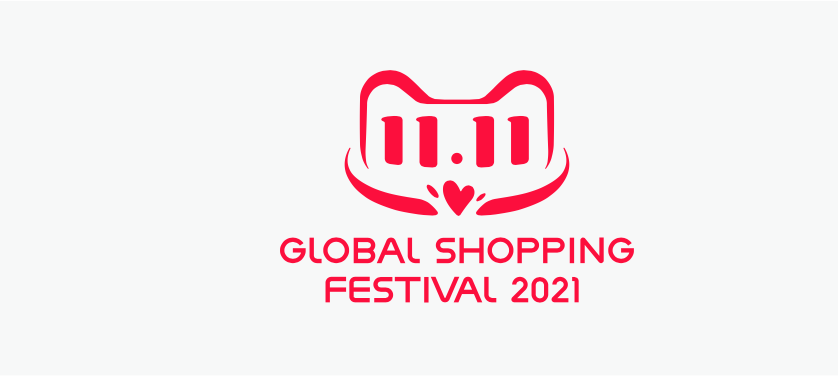 11.11
GLOBAL SHOPPING
FESTIVAL 2021